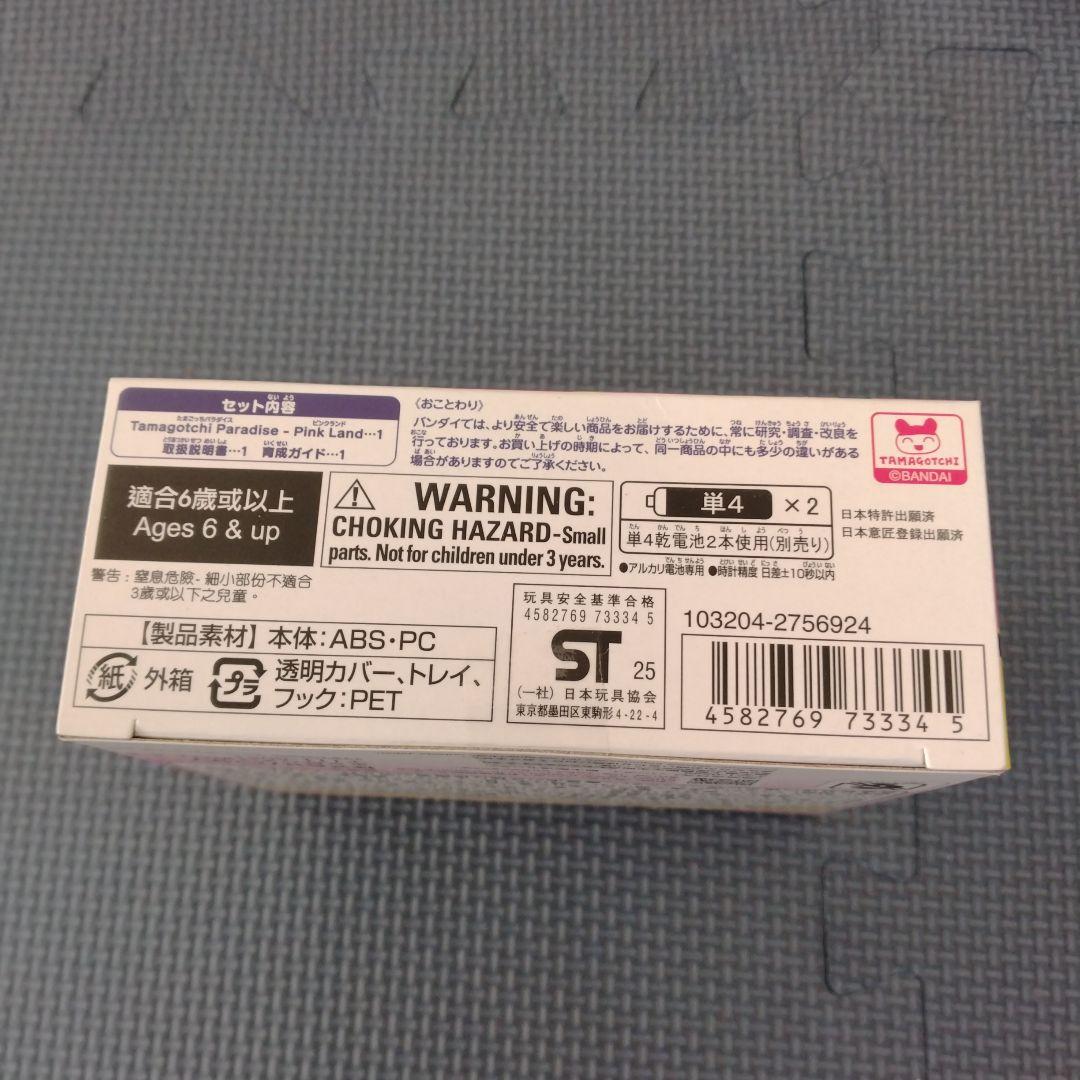 セット内容
Tamagotchi Paradise - Pink Land…1
取扱説明書…1 育成ガイド…1
〈おことわり〉
バンダイでは、より安全で楽しい商品をお届けするために、常に研究・調査・改良を
行っております。お買い上げの時期によって、同一商品の中にも多少の違いがある
場合がありますのでご了承ください。
TAMAGOTCHI
©BANDAI
適合6歲或以上
Ages 6 & up
警告：窒息危險- 細小部份不適合
3歲或以下之兒童。
WARNING:
CHOKING HAZARD-Small
parts. Not for children under 3 years.
単4 ×2
単4乾電池2本使用(別売り)
●アルカリ電池専用 ●時計精度 日差±10秒以内
日本特許出願済
日本意匠登録出願済
【製品素材】本体：ABS・PC
紙 外箱
プラ 透明カバー、トレイ、
フック：PET
玩具安全基準合格
4582769 73334 5
ST 25
(一社) 日本玩具協会
東京都墨田区東駒形4-22-4
103204-2756924
4582769 73334 5